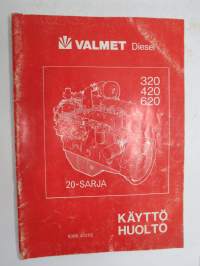 VALMET Diesel
320
420
620
20-SARJA
KÄYTTÖ
HUOLTO